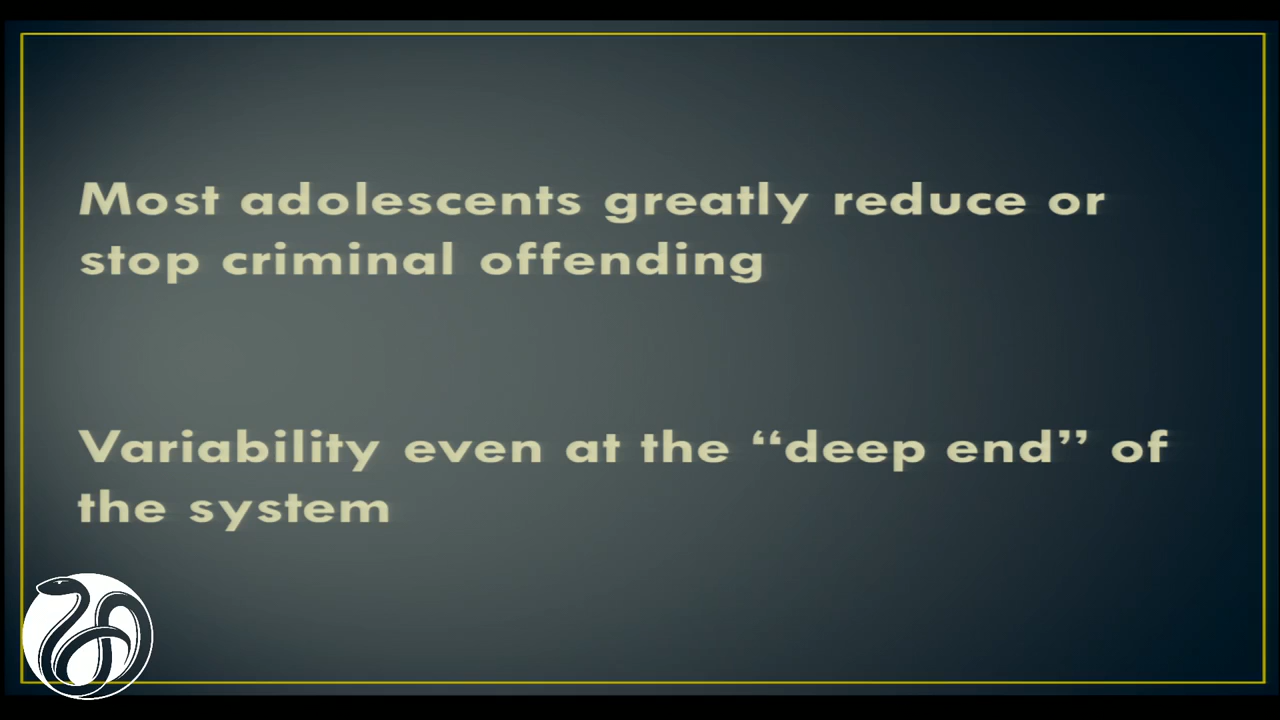 Most adolescents greatly reduce or
stop criminal offending
Variability even at the “deep end” of
the system